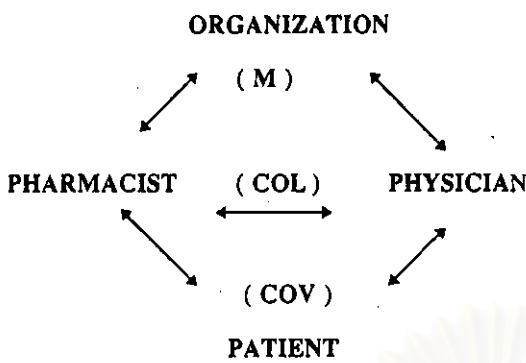 ORGANIZATION
( M )
PHARMACIST ( COL ) PHYSICIAN
( COV )
PATIENT